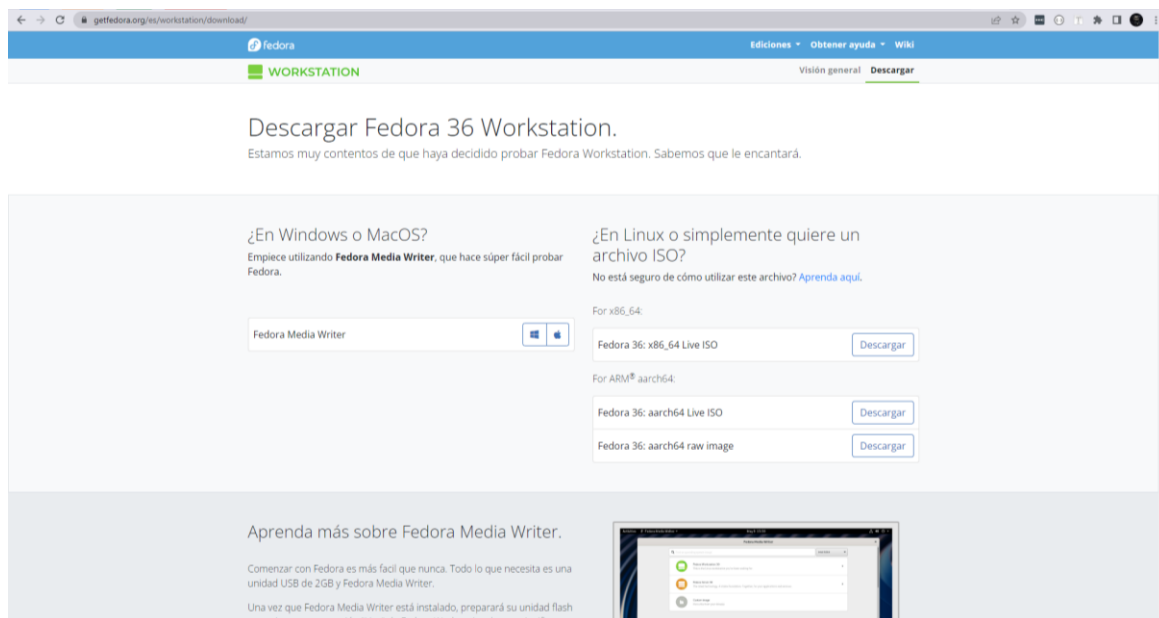 getfedora.org/es/workstation/download/
fedora
Ediciones
Obtener ayuda
Wiki
WORKSTATION
Visión general
Descargar
Descargar Fedora 36 Workstation.
Estamos muy contentos de que haya decidido probar Fedora Workstation. Sabemos que le encantará.
¿En Windows o MacOS?
Empiece utilizando Fedora Media Writer, que hace súper fácil probar
Fedora.
Fedora Media Writer
¿En Linux o simplemente quiere un
archivo ISO?
No está seguro de cómo utilizar este archivo? Aprenda aquí.
For x86_64:
Fedora 36: x86_64 Live ISO
Descargar
For ARM® aarch64:
Fedora 36: aarch64 Live ISO
Descargar
Fedora 36: aarch64 raw image
Descargar
Aprenda más sobre Fedora Media Writer.
Comenzar con Fedora es más facil que nunca. Todo lo que necesita es una
unidad USB de 2GB y Fedora Media Writer.
Una vez que Fedora Media Writer está instalado, preparará su unidad flash